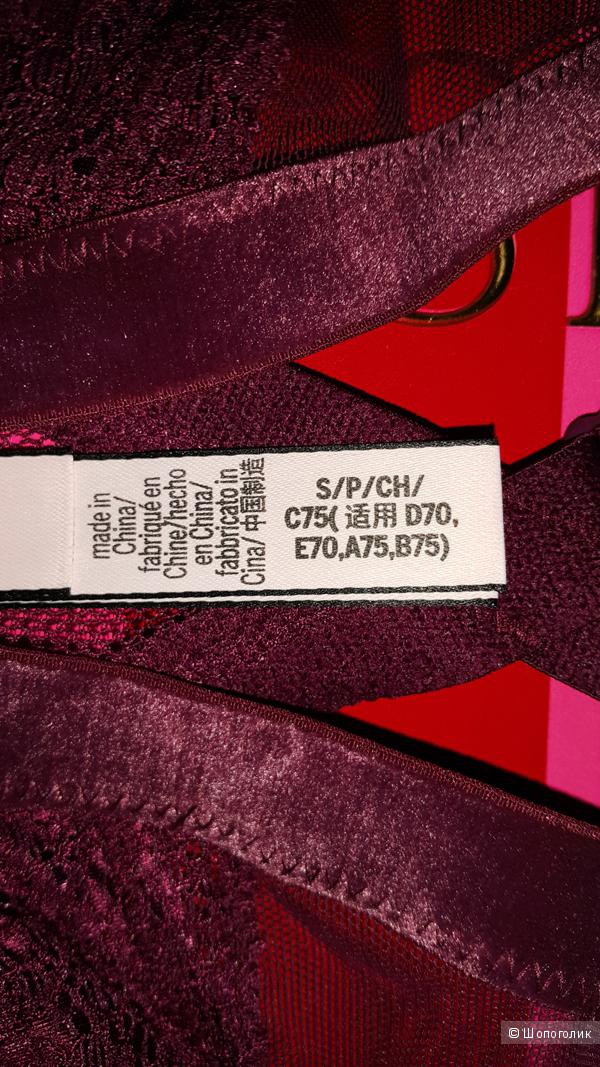 made in
China/
fabriqué en
Chine/hecho
en China/
fabbricato in
Cina/ 中国制造
S/P/CH/
C75( 适用 D70,
E70,A75,B75)
© Шопоголик